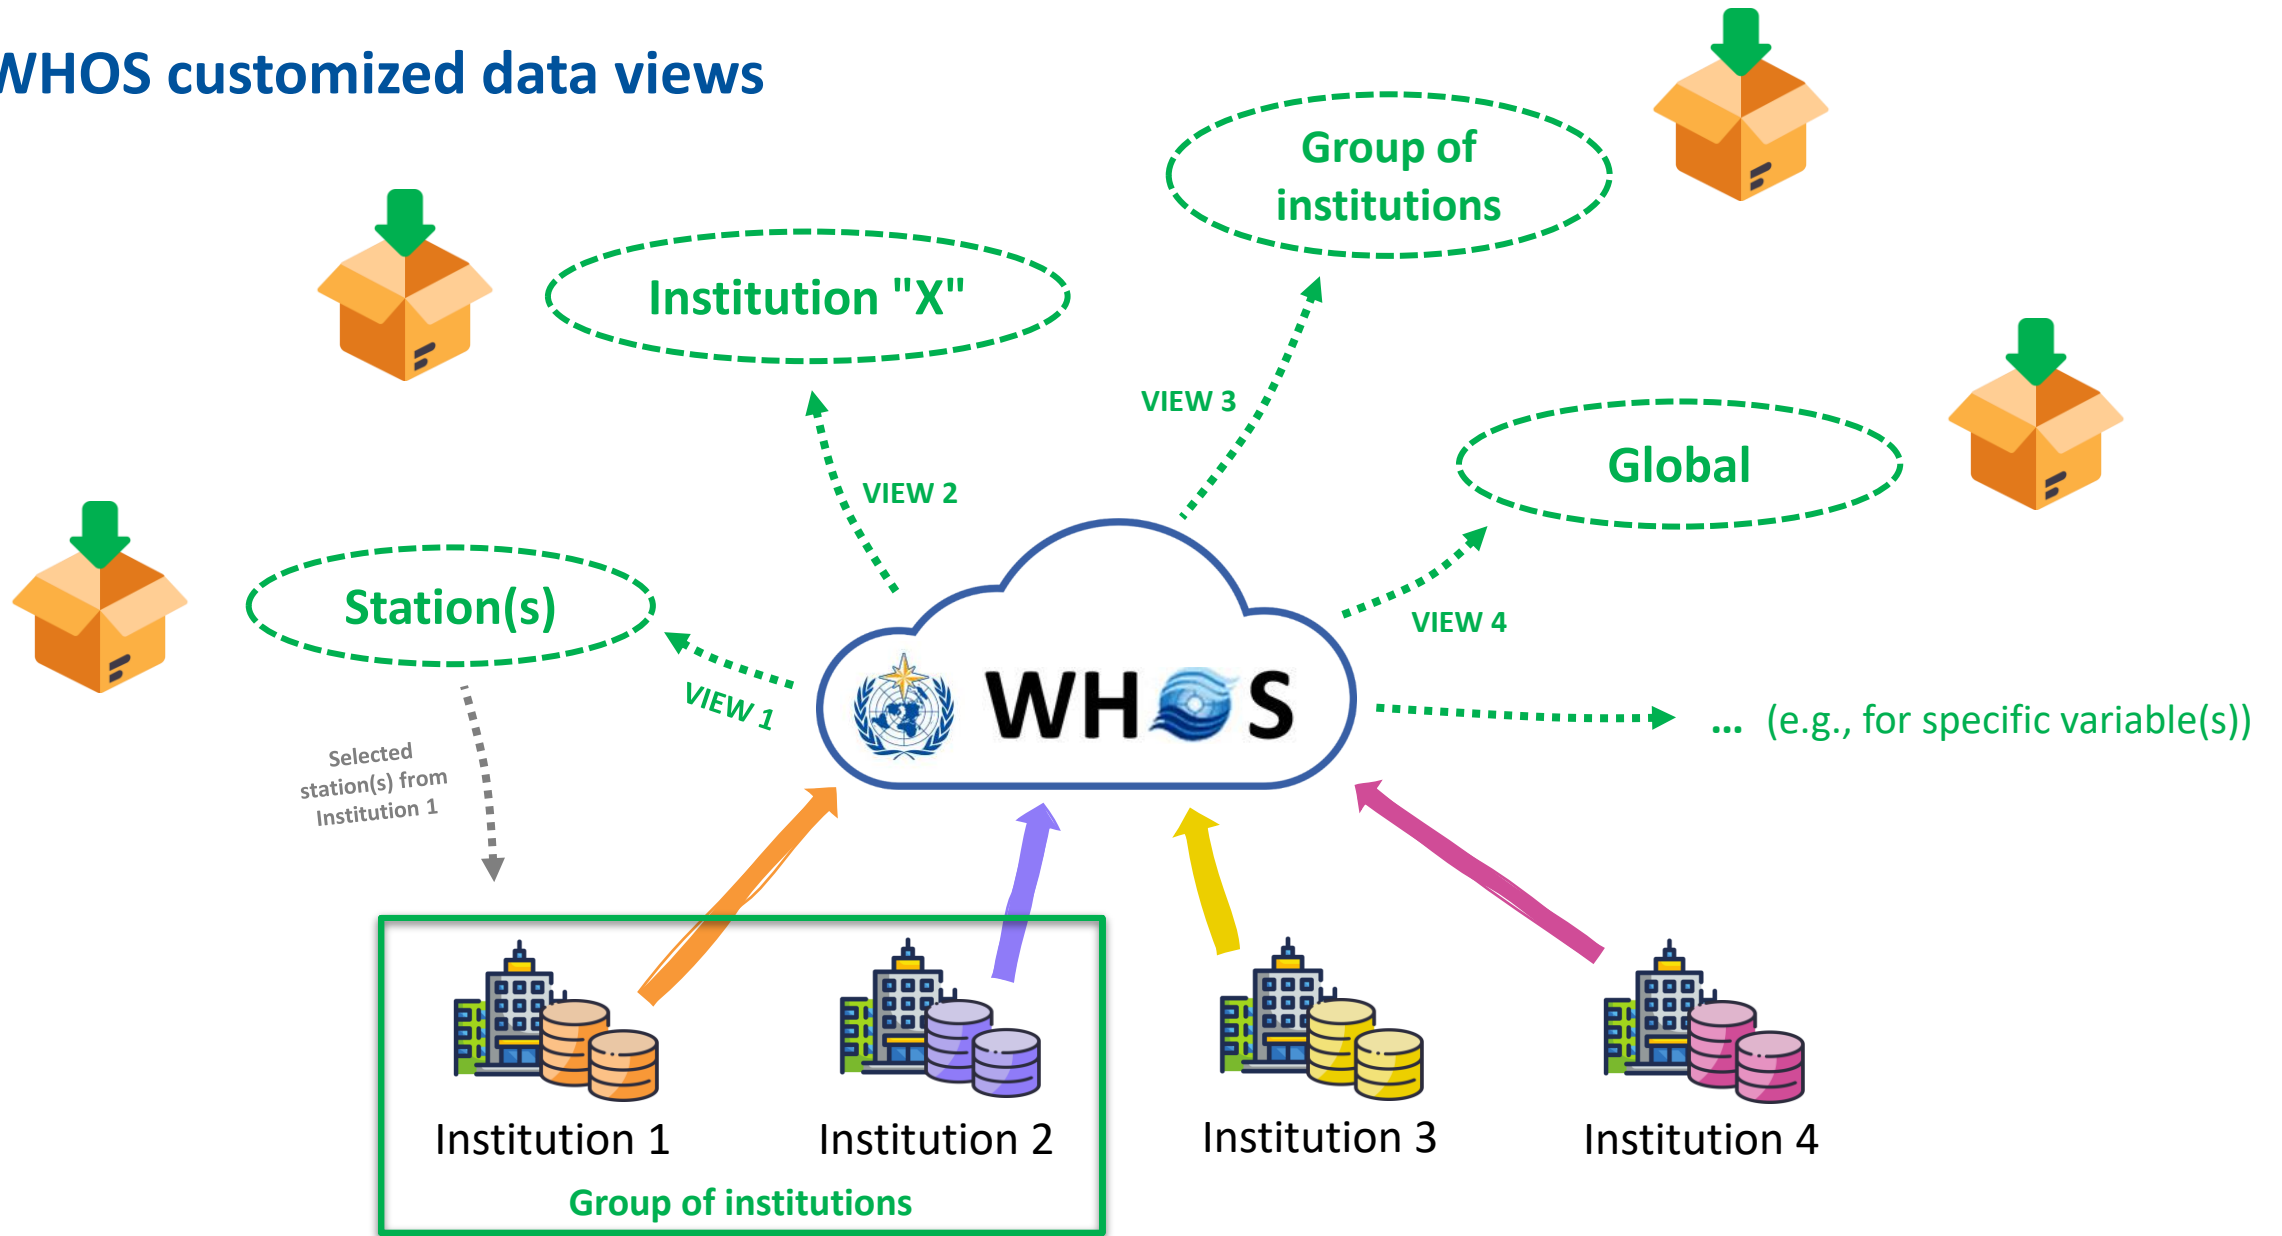 WHOS customized data views
Group of
institutions
Institution "X"
VIEW 3
Global
VIEW 2
Station(s)
VIEW 4
VIEW 1
WHOS
... (e.g., for specific variable(s))
Selected
station(s) from
Institution 1
Institution 1
Institution 2
Institution 3
Institution 4
Group of institutions